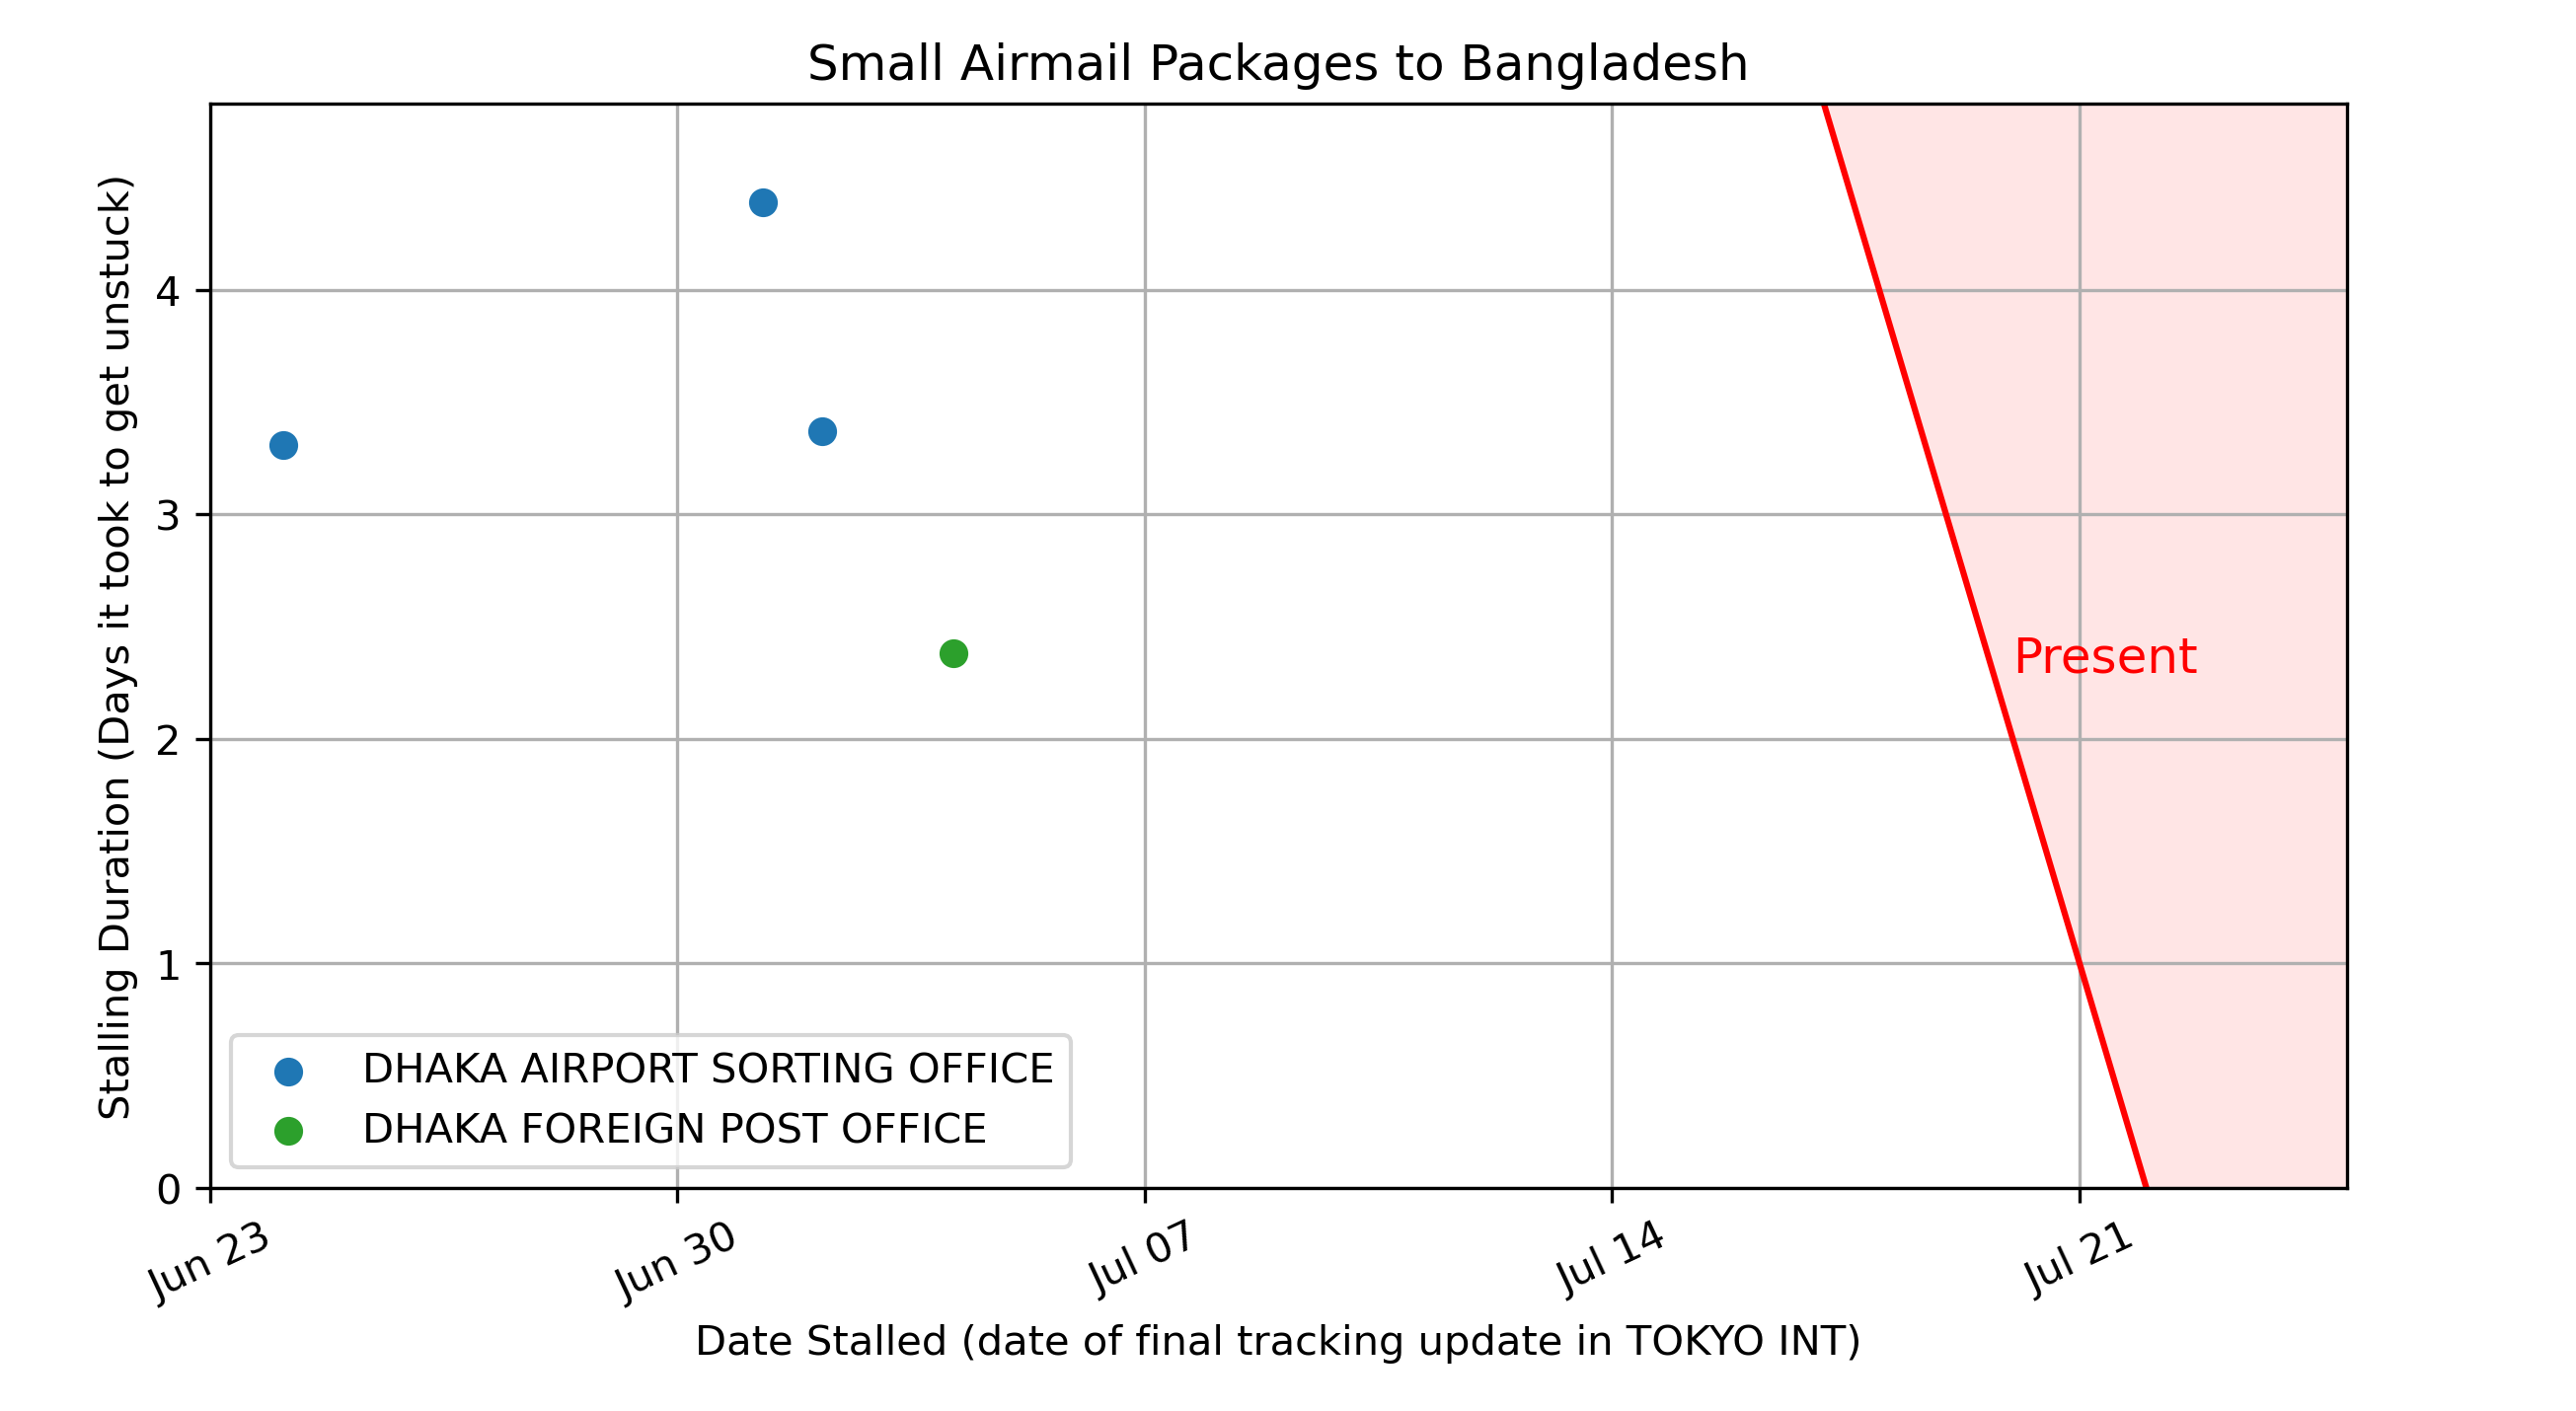 Small Airmail Packages to Bangladesh
Stalling Duration (Days it took to get unstuck)
4
3
2
1
0
Present
DHAKA AIRPORT SORTING OFFICE
DHAKA FOREIGN POST OFFICE
Jun 23
Jun 30
Jul 07
Jul 14
Jul 21
Date Stalled (date of final tracking update in TOKYO INT)